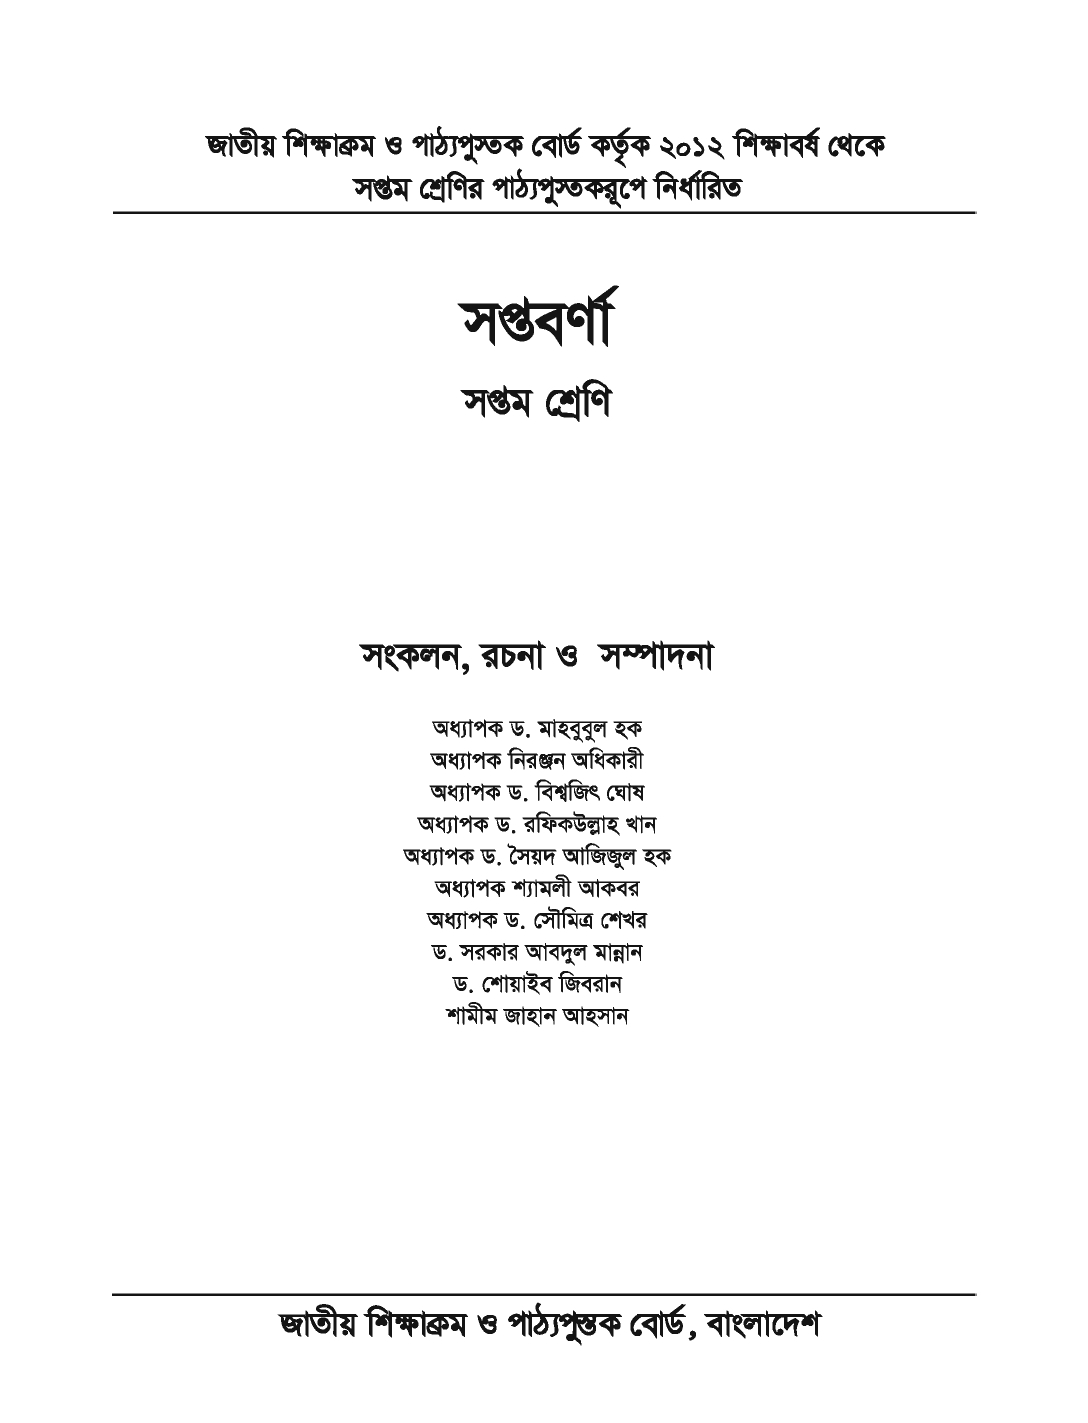 জাতীয় শিক্ষাক্রম ও পাঠ্যপুস্তক বোর্ড কর্তৃক ২০১২ শিক্ষাবর্ষ থেকে
সপ্তম শ্রেণির পাঠ্যপুস্তকরূপে নির্ধারিত
সপ্তবর্ণা
সপ্তম শ্রেণি
সংকলন, রচনা ও সম্পাদনা
অধ্যাপক ড. মাহবুবুল হক
অধ্যাপক নিরঞ্জন অধিকারী
অধ্যাপক ড. বিশ্বজিৎ ঘোষ
অধ্যাপক ড. রফিকউল্লাহ খান
অধ্যাপক ড. সৈয়দ আজিজুল হক
অধ্যাপক শ্যামলী আকবর
অধ্যাপক ড. সৌমিত্র শেখর
ড. সরকার আবদুল মান্নান
ড. শোয়াইব জিবরান
শামীম জাহান আহসান
জাতীয় শিক্ষাক্রম ও পাঠ্যপুস্তক বোর্ড, বাংলাদেশ